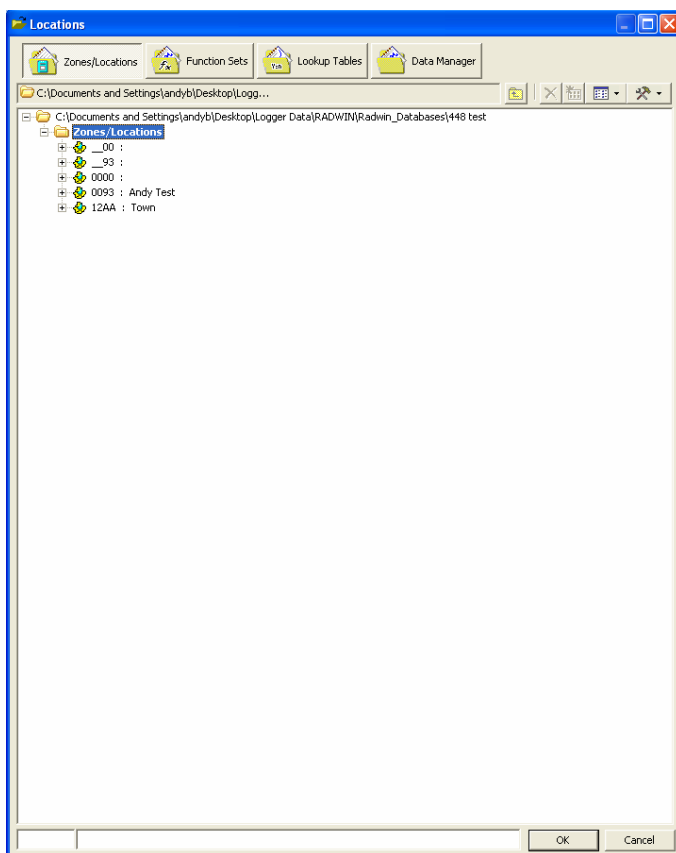 Locations
Zones/Locations Function Sets Lookup Tables Data Manager
C:\Documents and Settings\andyb\Desktop\Logg...
C:\Documents and Settings\andyb\Desktop\Logger Data\RADWIN\Radwin_Databases\448 test
Zones/Locations
__00 :
__93 :
0000 :
0093 : Andy Test
12AA : Town
OK Cancel